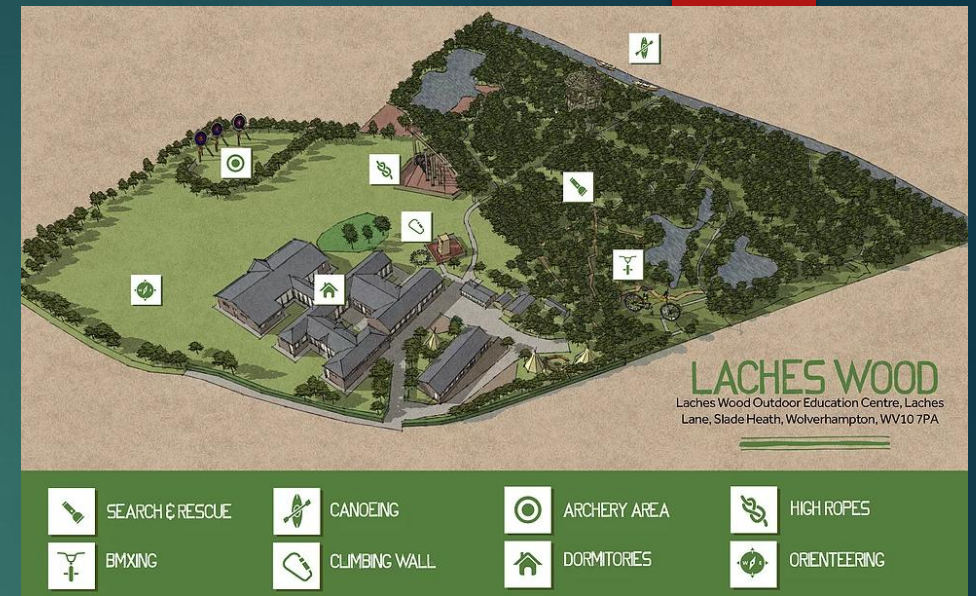 LACHES WOOD
Laches Wood Outdoor Education Centre, Laches
Lane, Slade Heath, Wolverhampton, WV10 7PA
SEARCH & RESCUE
CANOEING
ARCHERY AREA
HIGH ROPES
BMXING
CLIMBING WALL
DORMITORIES
ORIENTEERING